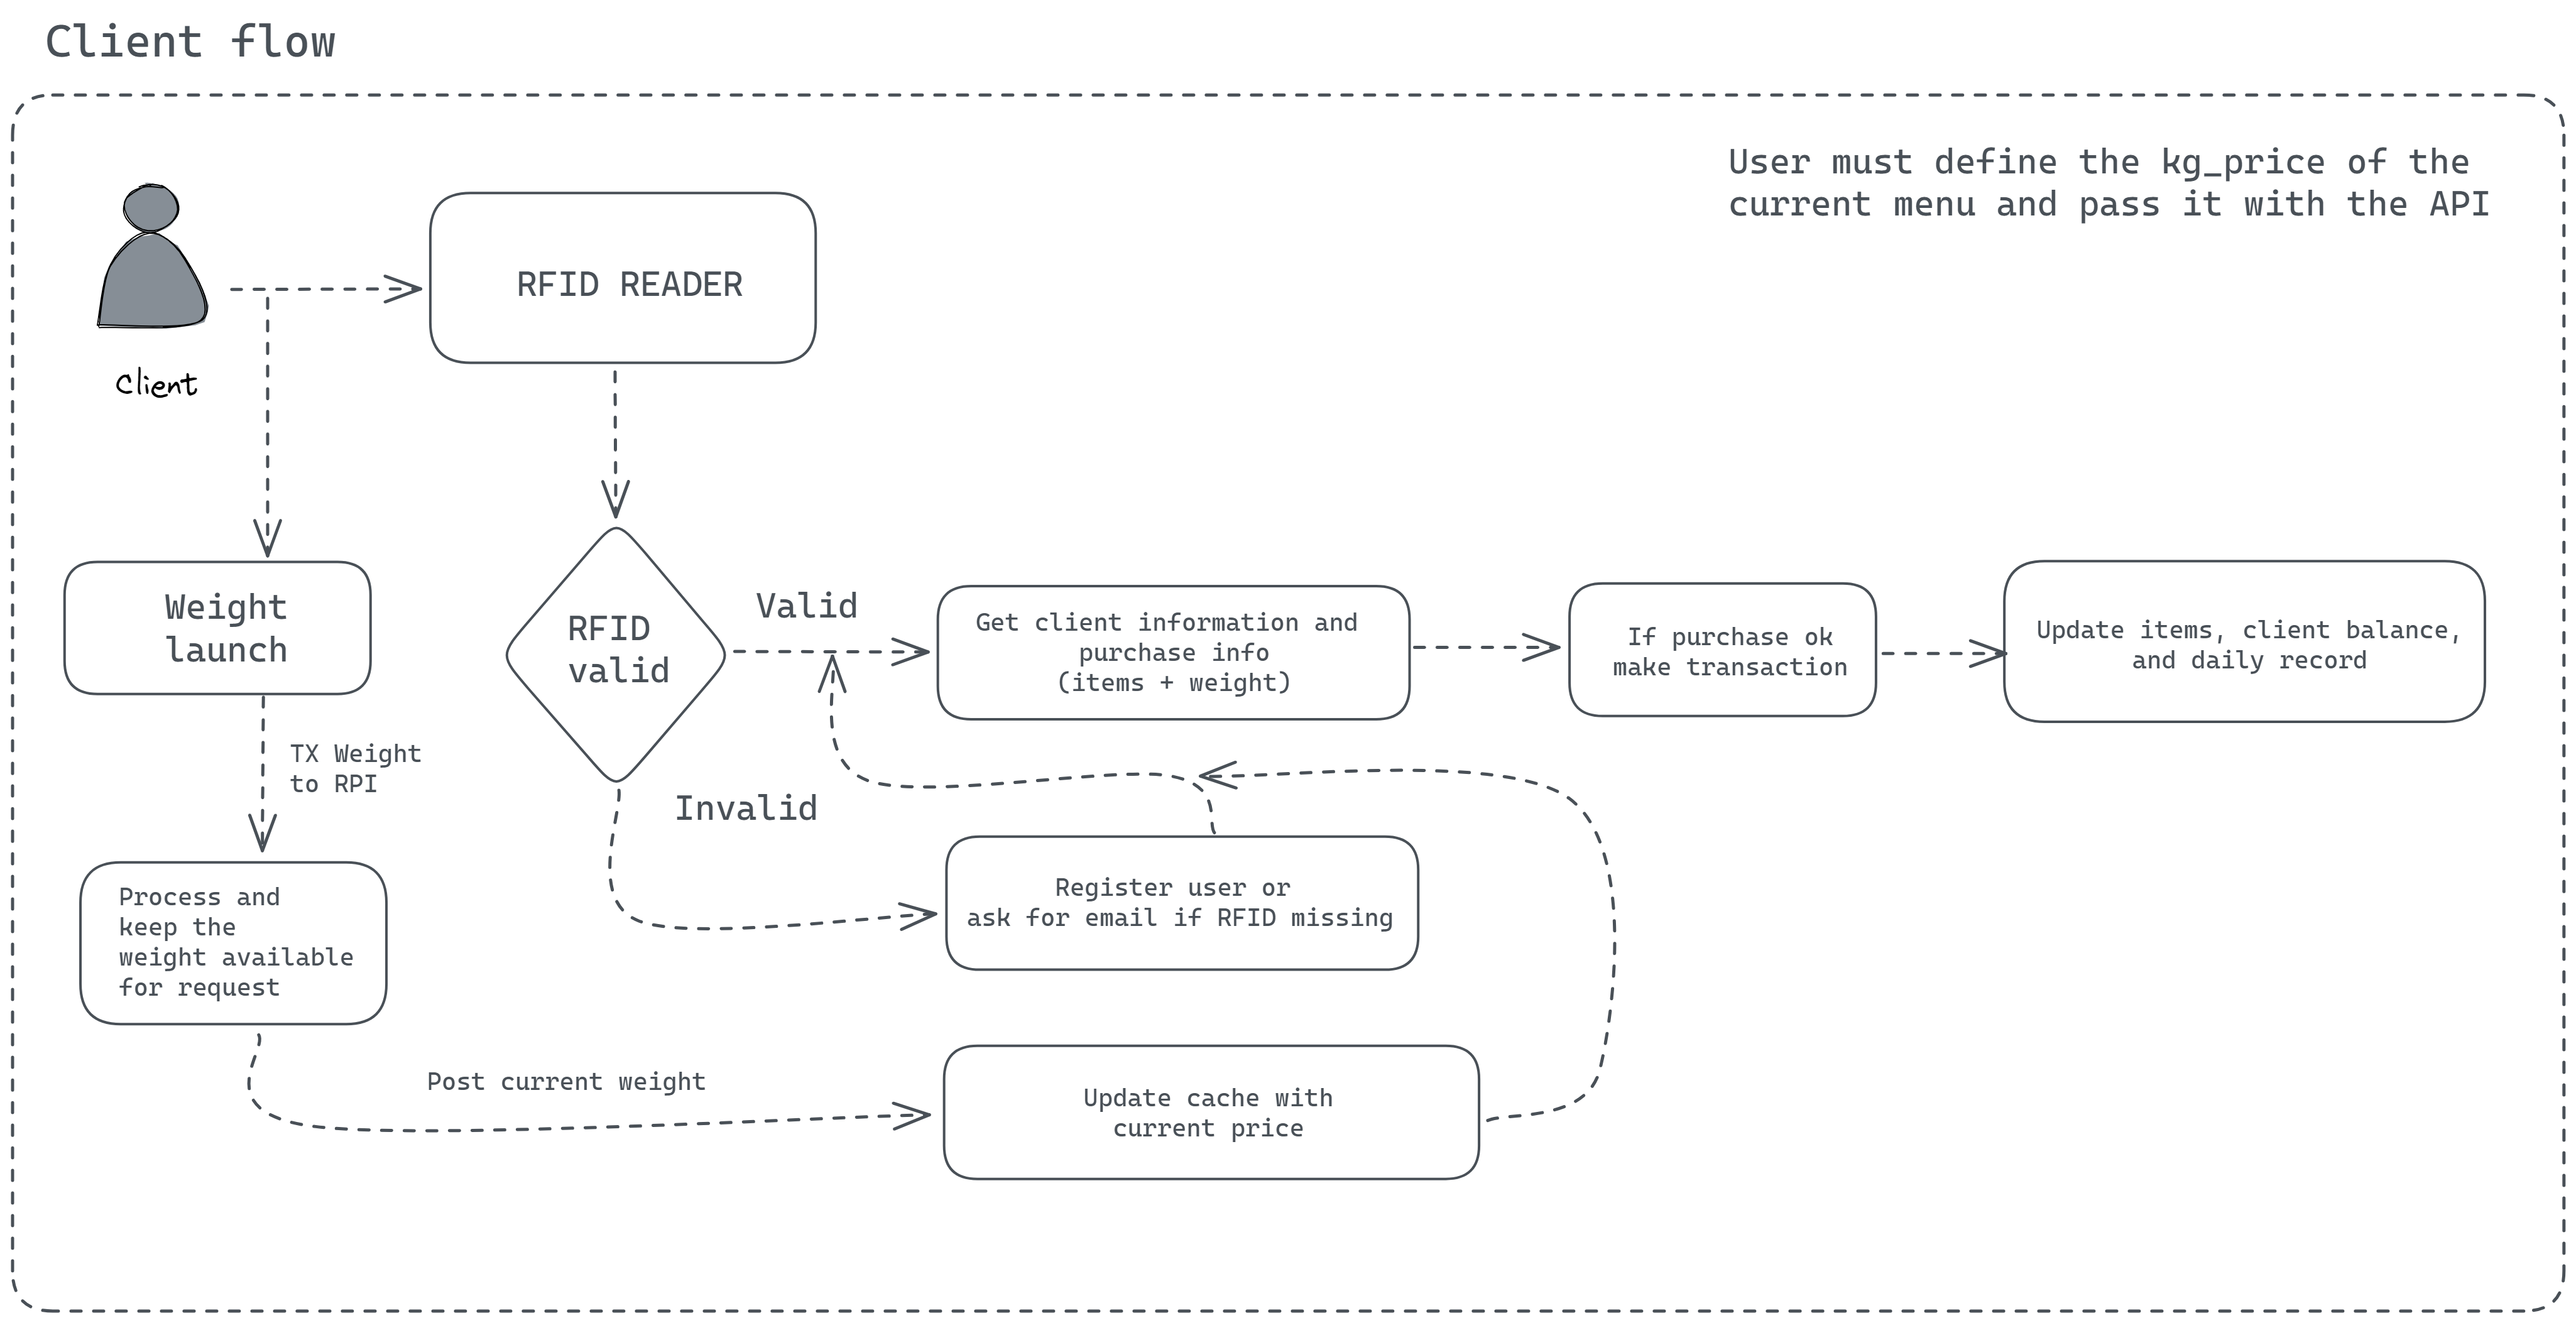 Client flow
User must define the kg_price of the
current menu and pass it with the API
Client
RFID READER
Weight
launch
RFID
valid
Valid
Get client information and
purchase info
(items + weight)
If purchase ok
make transaction
Update items, client balance,
and daily record
TX Weight
to RPI
Invalid
Register user or
ask for email if RFID missing
Process and
keep the
weight available
for request
Post current weight
Update cache with
current price